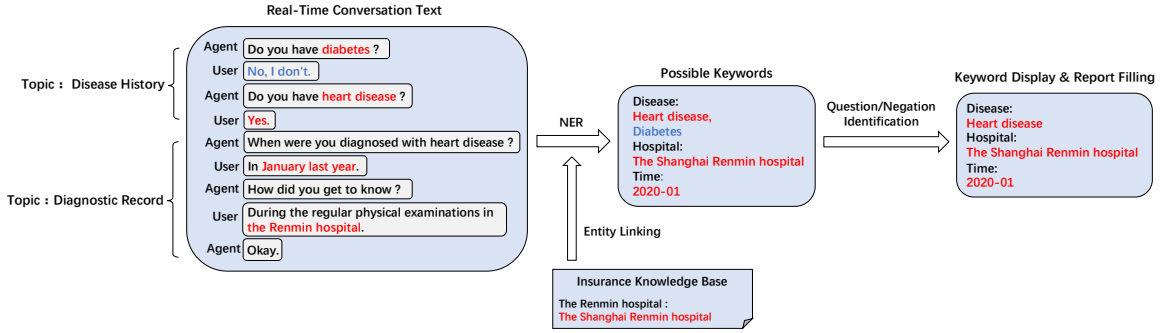 Real-Time Conversation Text
Topic：Disease History
Agent Do you have diabetes ?
User No, I don't.
Agent Do you have heart disease ?
User Yes.
Topic：Diagnostic Record
Agent When were you diagnosed with heart disease ?
User In January last year.
Agent How did you get to know ?
User During the regular physical examinations in
the Renmin hospital.
Agent Okay.
NER
Entity Linking
Insurance Knowledge Base
The Renmin hospital :
The Shanghai Renmin hospital
Possible Keywords
Disease:
Heart disease,
Diabetes
Hospital:
The Shanghai Renmin hospital
Time:
2020-01
Question/Negation
Identification
Keyword Display & Report Filling
Disease:
Heart disease
Hospital:
The Shanghai Renmin hospital
Time:
2020-01